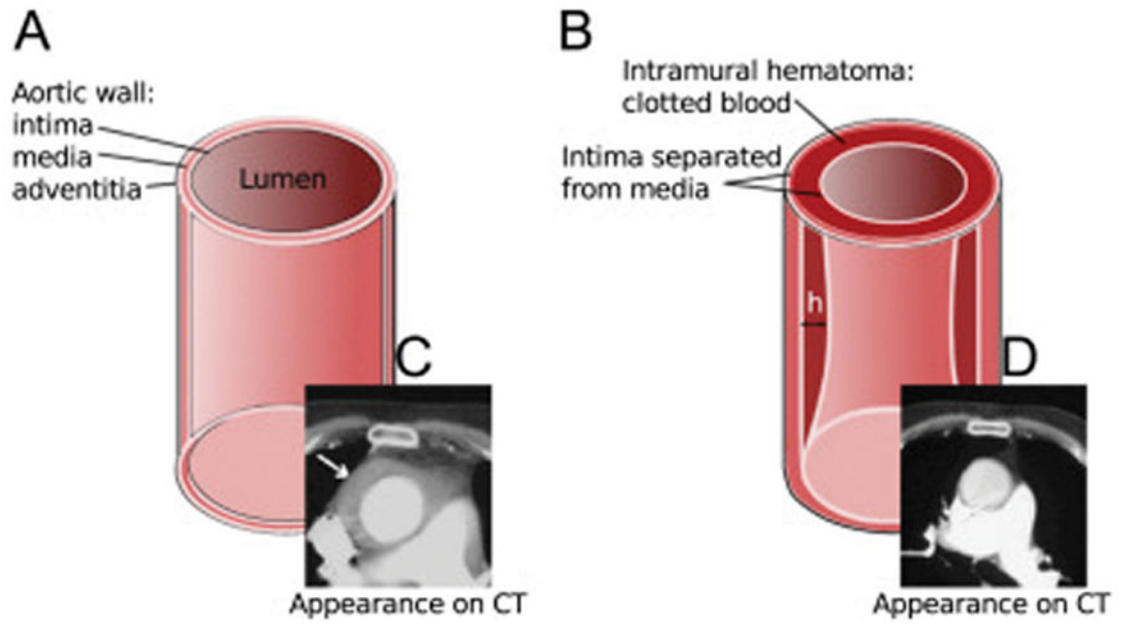 A
Aortic wall:
intima
media
adventitia
Lumen
C
Appearance on CT
B
Intramural hematoma:
clotted blood
Intima separated
from media
h
D
Appearance on CT